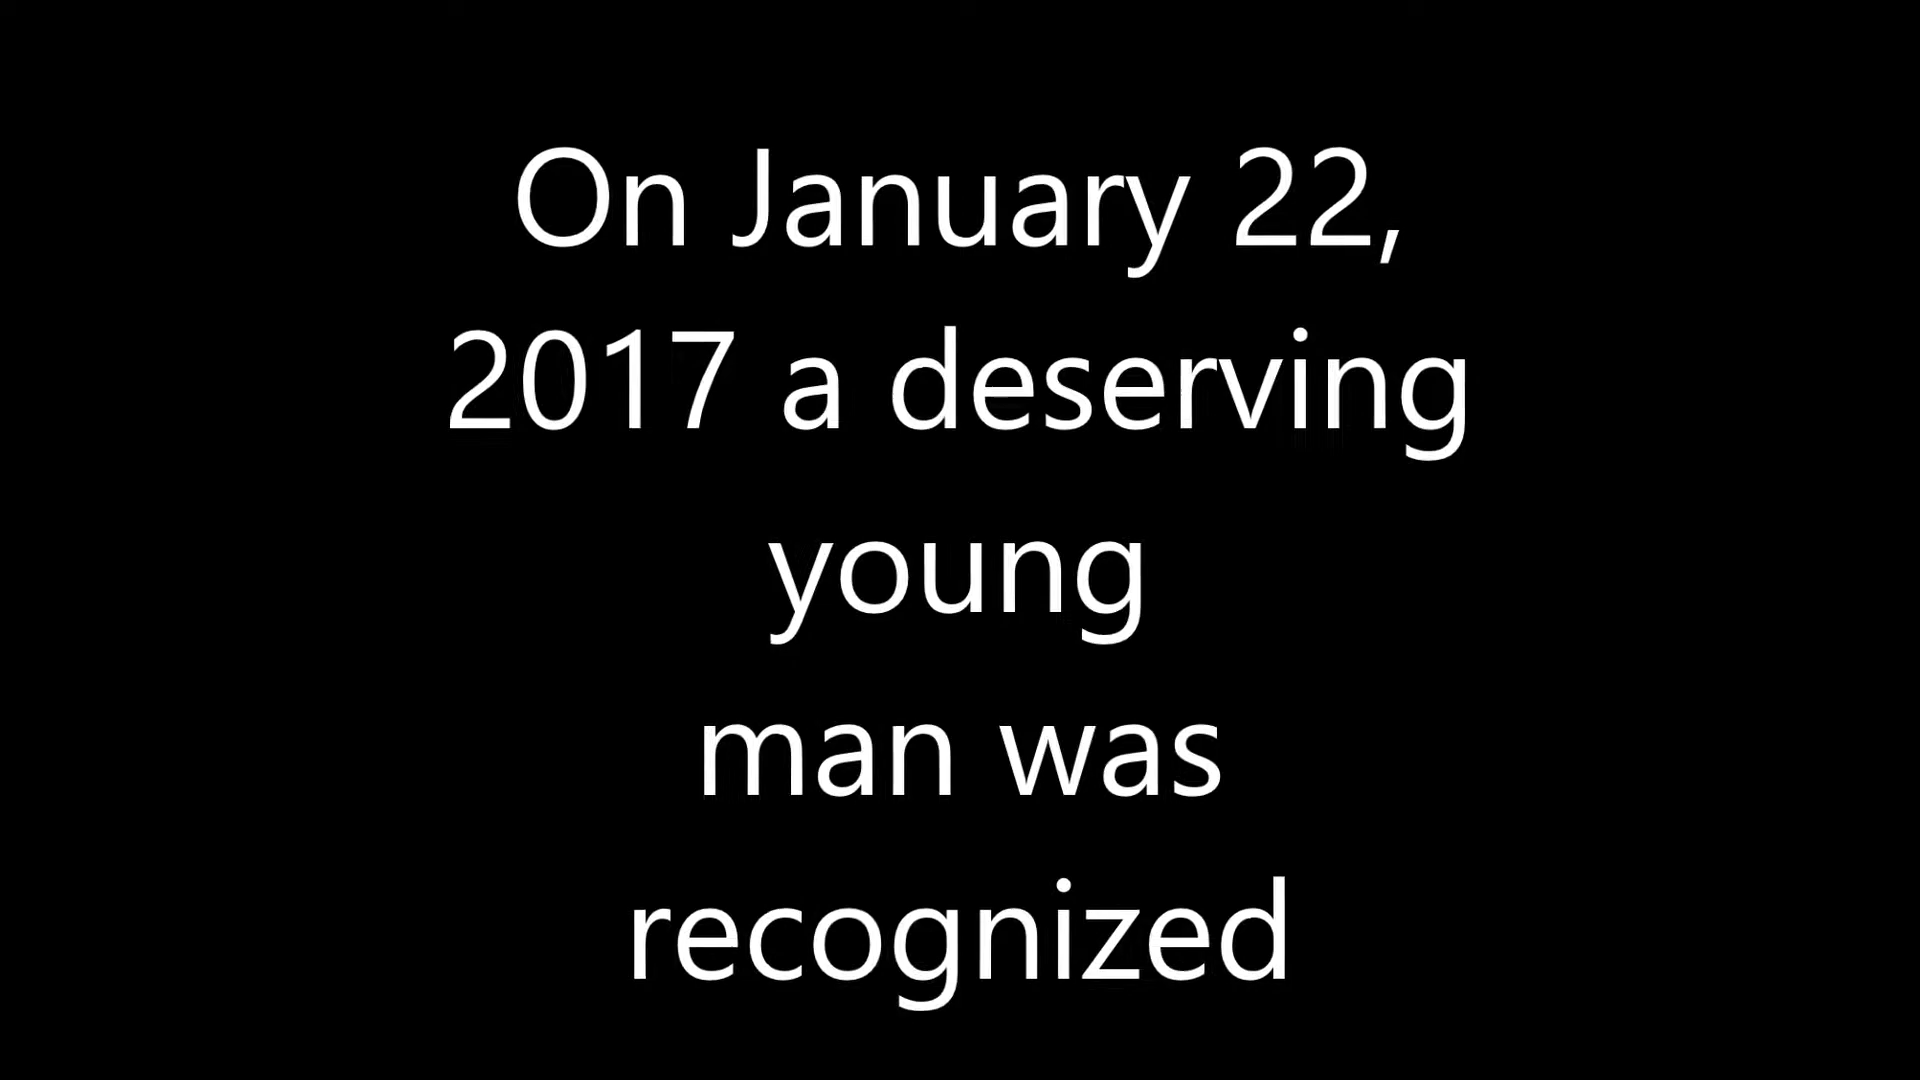 On January 22,
2017 a deserving
young
man was
recognized